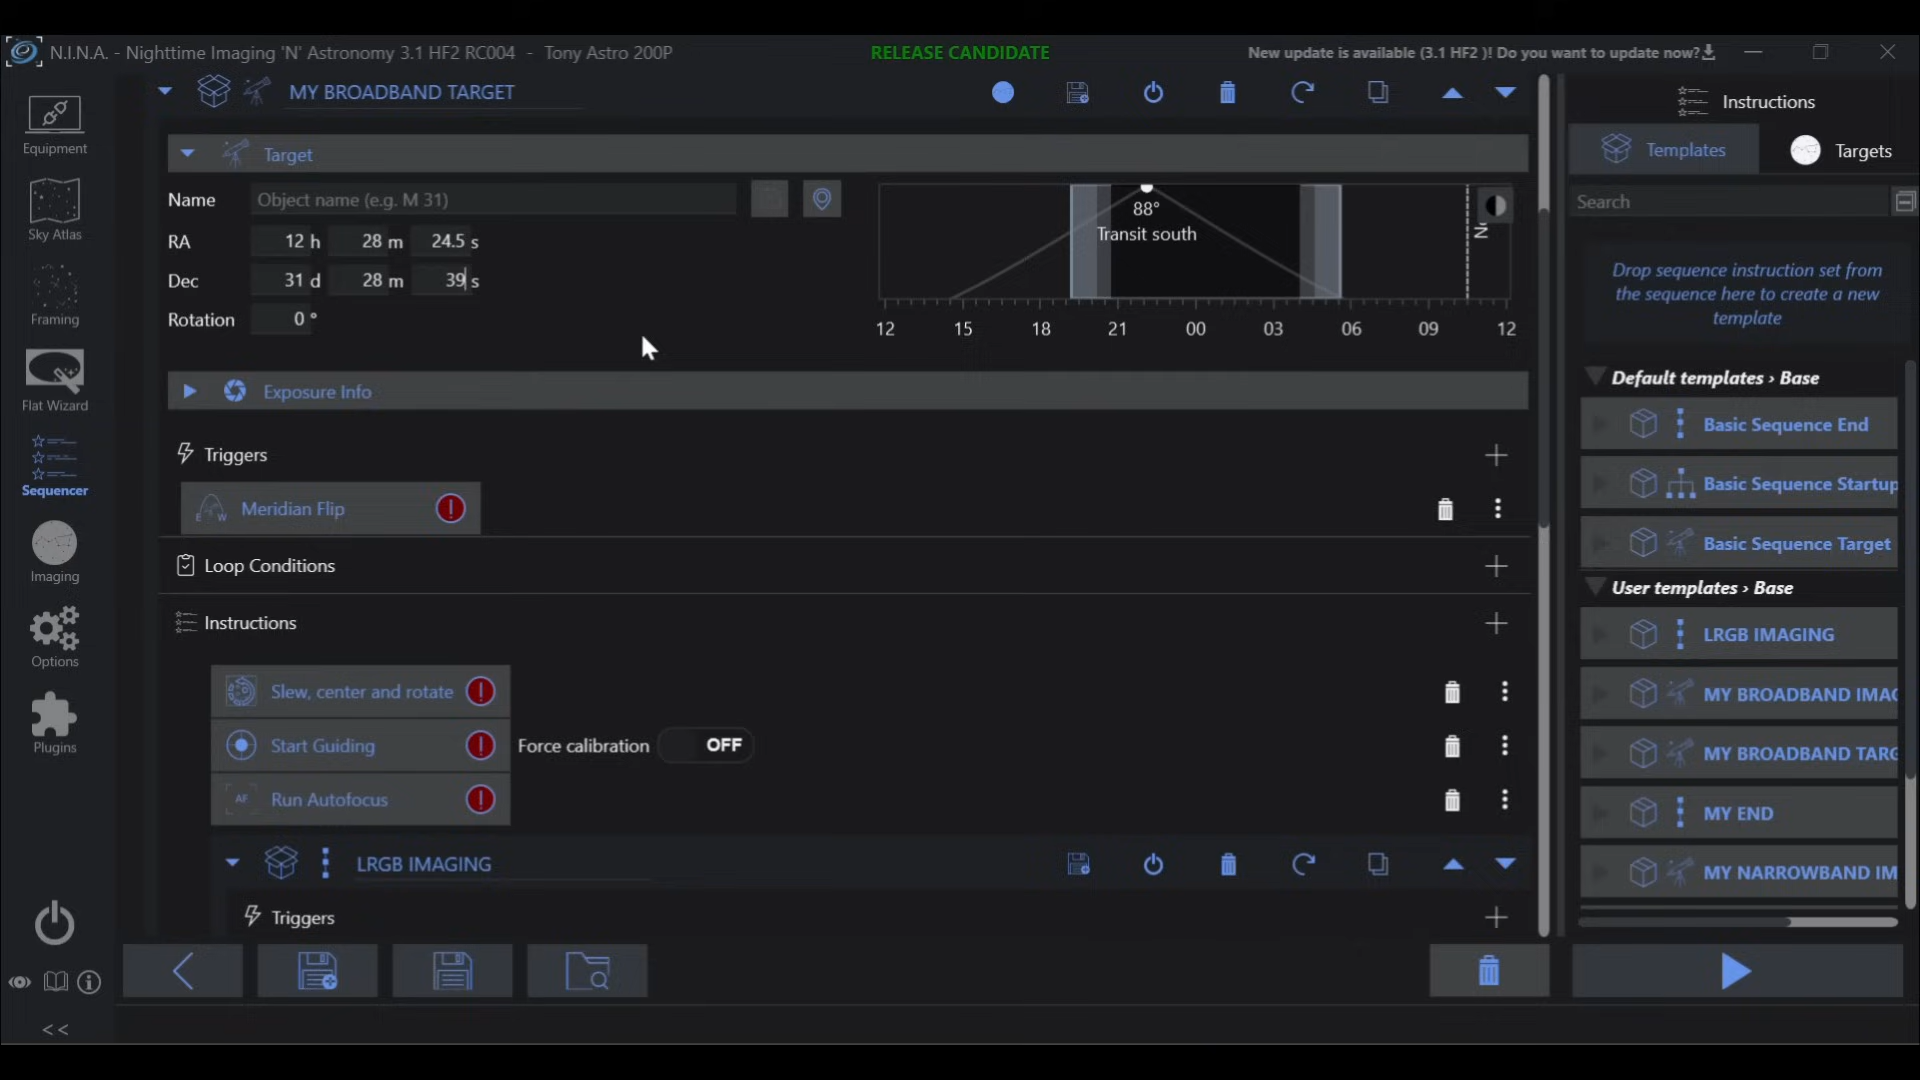 N.I.N.A. - Nighttime Imaging 'N' Astronomy 3.1 HF2 RC004 - Tony Astro 200P
RELEASE CANDIDATE
New update is available (3.1 HF2 )! Do you want to update now?
Equipment
Sky Atlas
Framing
Flat Wizard
Sequencer
Imaging
Options
Plugins
<<
MY BROADBAND TARGET
Target
Name Object name (e.g. M 31)
RA 12 h 28 m 24.5 s
Dec 31 d 28 m 39 s
Rotation 0 °
88°
Transit south
12 15 18 21 00 03 06 09 12
Exposure Info
Triggers
Meridian Flip
E W
Loop Conditions
Instructions
Slew, center and rotate
Start Guiding Force calibration OFF
AF Run Autofocus
LRGB IMAGING
Triggers
Instructions
Templates Targets
Search
Drop sequence instruction set from
the sequence here to create a new
template
Default templates › Base
Basic Sequence End
Basic Sequence Startup
Basic Sequence Target
User templates › Base
LRGB IMAGING
MY BROADBAND IMAG
MY BROADBAND TARG
MY END
MY NARROWBAND IM